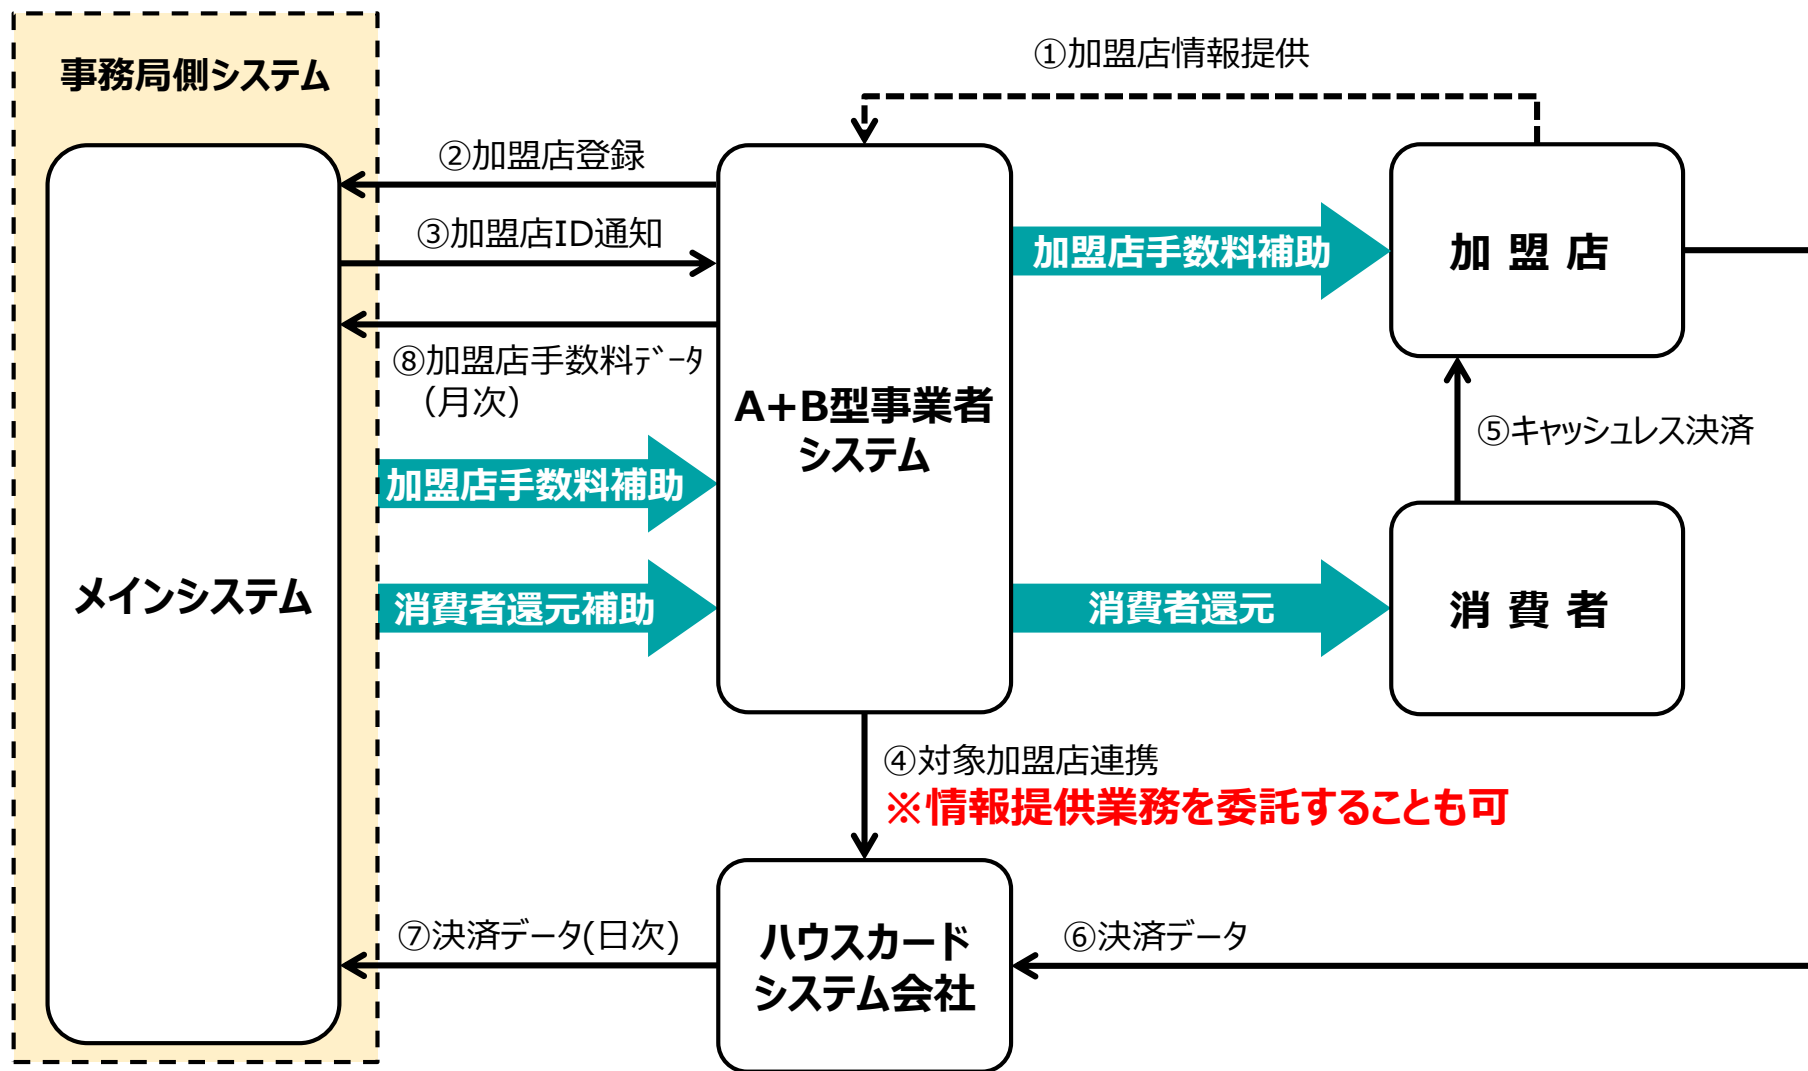 事務局側システム
メインシステム
①加盟店情報提供
②加盟店登録
③加盟店ID通知
⑧加盟店手数料ﾃﾞｰﾀ
（月次）
加盟店手数料補助
消費者還元補助
A+B型事業者
システム
加盟店手数料補助
消費者還元
加 盟 店
⑤キャッシュレス決済
消 費 者
④対象加盟店連携
※情報提供業務を委託することも可
⑦決済データ(日次)
ハウスカード
システム会社
⑥決済データ